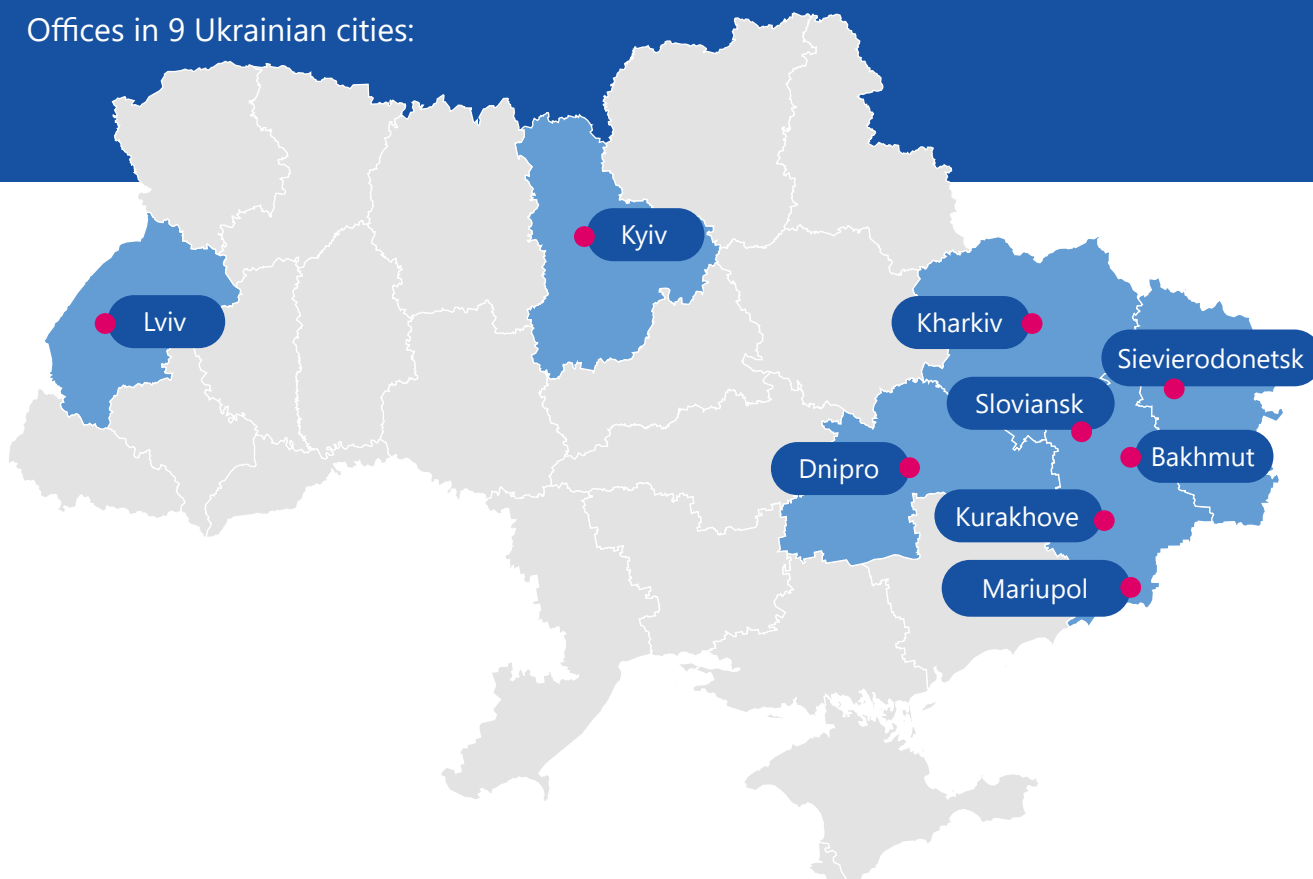 Offices in 9 Ukrainian cities:
Kyiv
Lviv
Kharkiv
Sievierodonetsk
Sloviansk
Bakhmut
Dnipro
Kurakhove
Mariupol